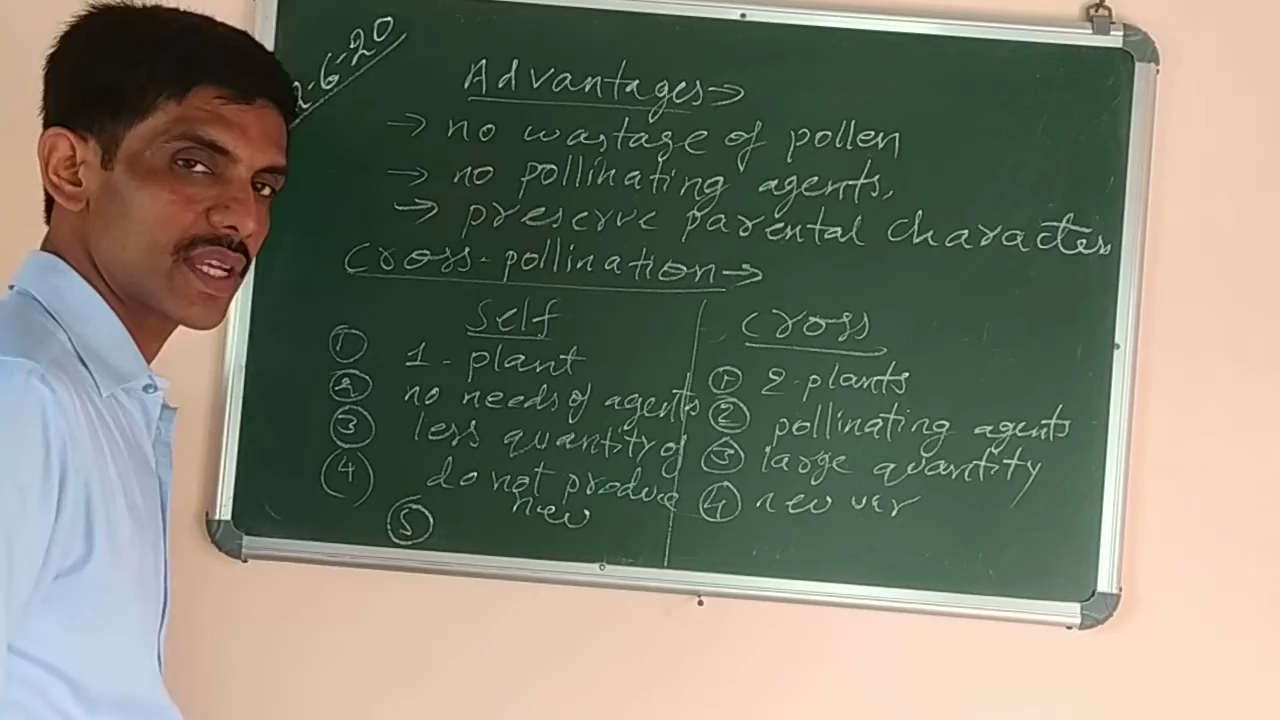 -6-20
Advantages→
→ no wastage of pollen
→ no pollinating agents,
→ preserve parental characters
Cross-pollination→
Self
① 1-plant
② no needs of agents
③ less quantity of
④ do not produce
new
⑤
Cross
① 2-plants
② pollinating agents
③ large quantity
④ new var